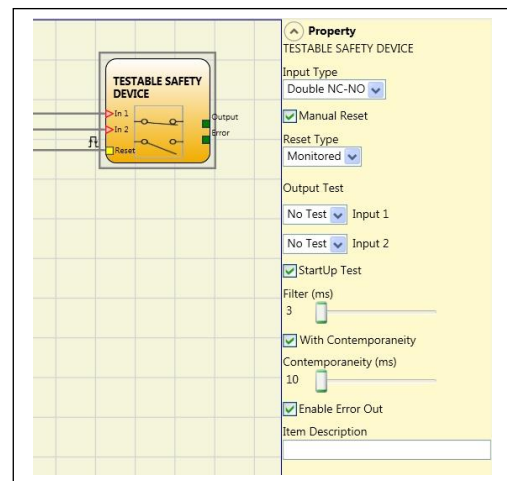 TESTABLE SAFETY
DEVICE
In 1
In 2
Reset
Output
Error
Property
TESTABLE SAFETY DEVICE
Input Type
Double NC-NO
Manual Reset
Reset Type
Monitored
Output Test
No Test Input 1
No Test Input 2
StartUp Test
Filter (ms)
3
With Contemporaneity
Contemporaneity (ms)
10
Enable Error Out
Item Description